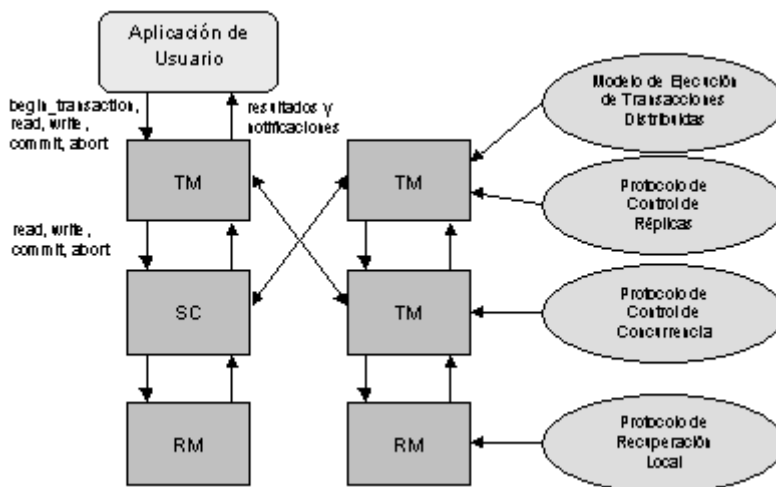 Aplicación de
Usuario
begin_transaction,
read, write,
commit, abort
resultados y
notificaciones
Modelo de Ejecución
de Transacciones
Distribuidas
TM
TM
Protocolo de
Control de
Réplicas
read, write,
commit, abort
SC
TM
Protocolo de
Control de
Concurrencia
RM
RM
Protocolo de
Recuperación
Local